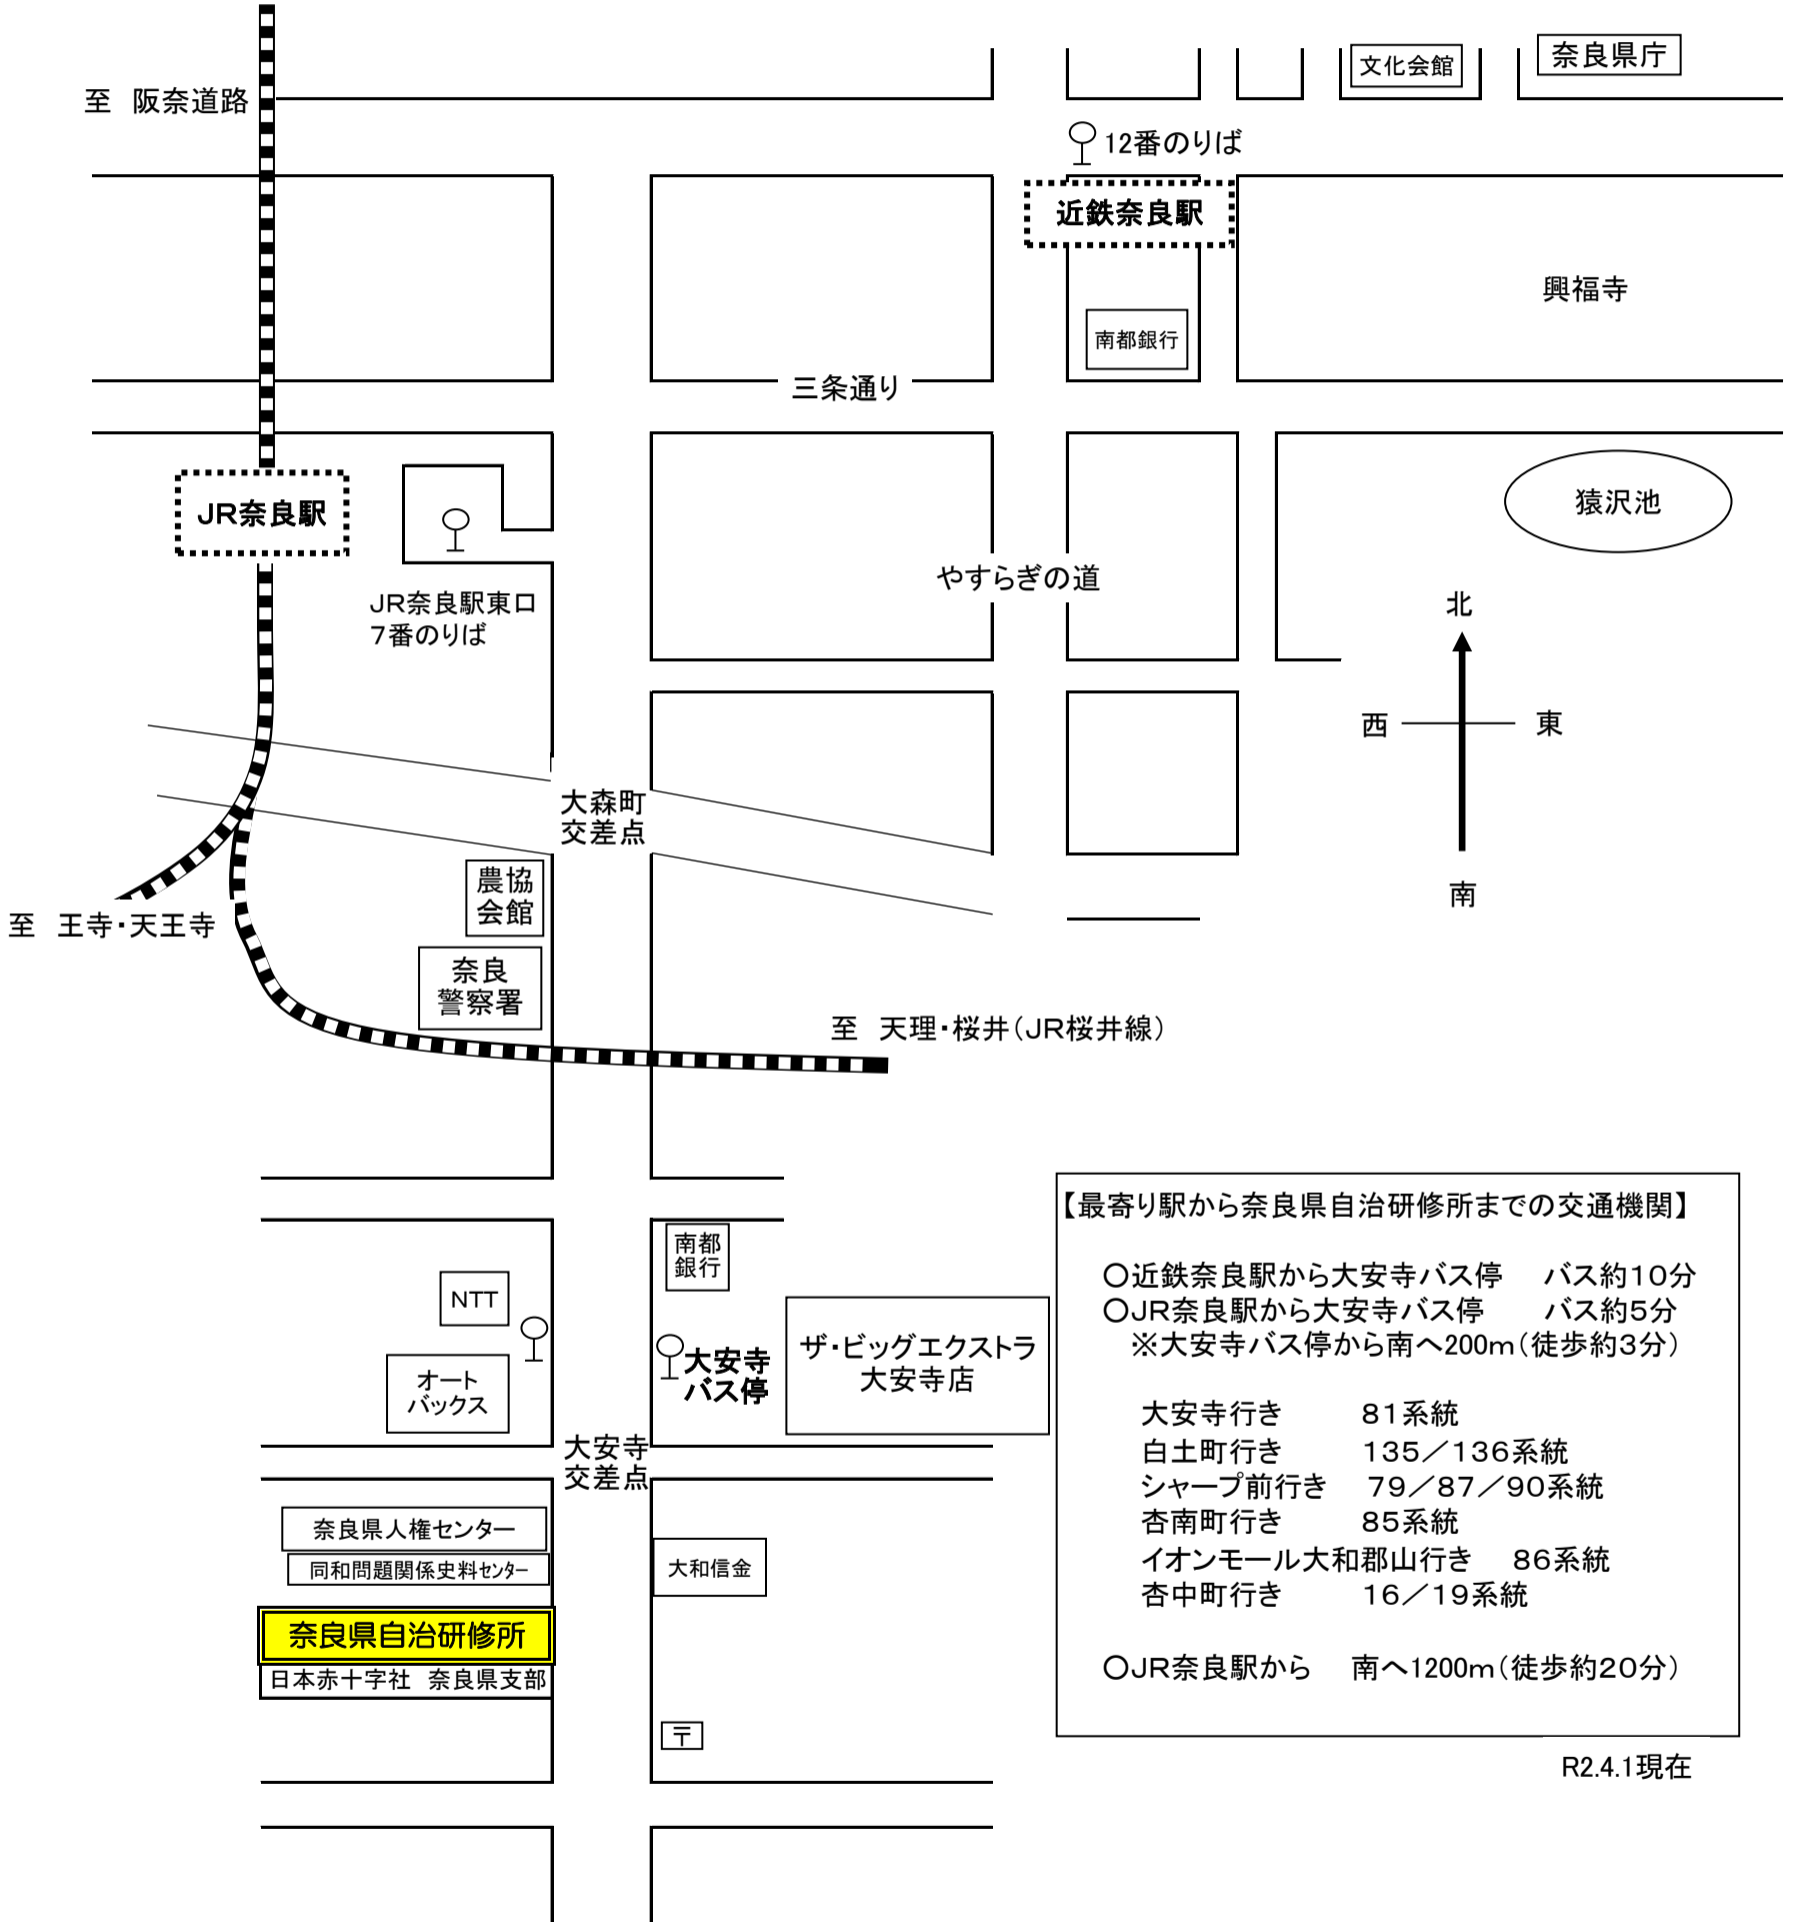 文化会館
奈良県庁
至　阪奈道路
12番のりば
近鉄奈良駅
興福寺
南都銀行
三条通り
猿沢池
JR奈良駅
やすらぎの道
JR奈良駅東口
7番のりば
北
西
東
南
大森町
交差点
農協
会館
至　王寺・天王寺
奈良
警察署
至　天理・桜井（JR桜井線）
【最寄り駅から奈良県自治研修所までの交通機関】
〇近鉄奈良駅から大安寺バス停　バス約10分
〇JR奈良駅から大安寺バス停　バス約5分
※大安寺バス停から南へ200m（徒歩約3分）
大安寺行き　81系統
白土町行き　135／136系統
シャープ前行き　79／87／90系統
杏南町行き　85系統
イオンモール大和郡山行き　86系統
杏中町行き　16／19系統
〇JR奈良駅から　南へ1200m（徒歩約20分）
南都
銀行
NTT
ザ・ビッグエクストラ
大安寺店
大安寺
バス停
オート
バックス
大安寺
交差点
奈良県人権センター
同和問題関係史料センター
大和信金
奈良県自治研修所
日本赤十字社　奈良県支部
〒
R2.4.1現在